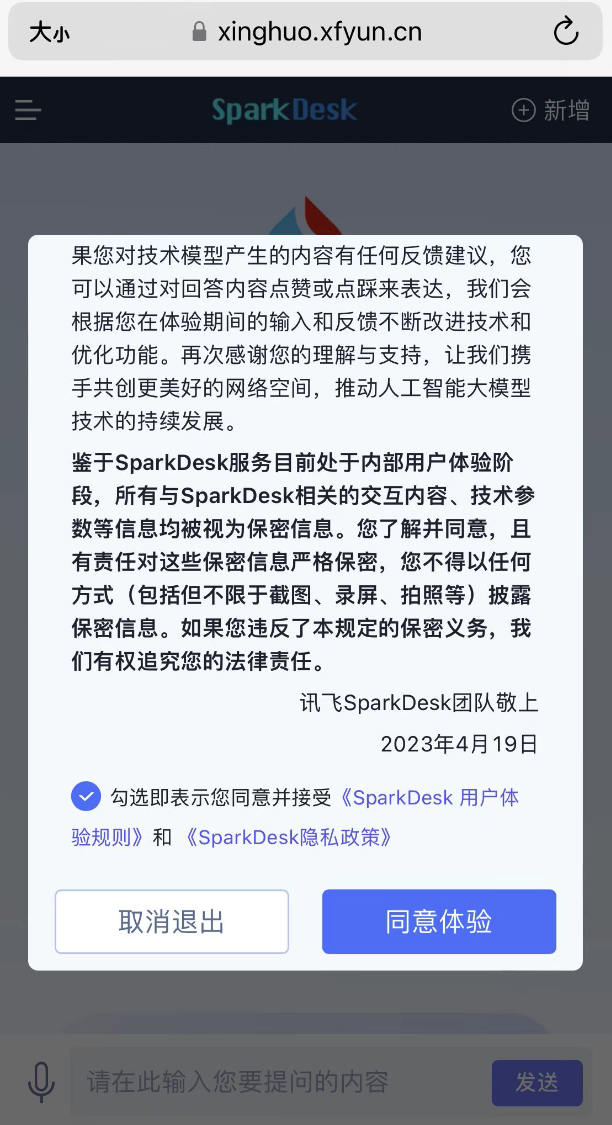 大小
xinghuo.xfyun.cn
SparkDesk
新增
果您对技术模型产生的内容有任何反馈建议，您
可以通过对回答内容点赞或点踩来表达，我们会
根据您在体验期间的输入和反馈不断改进技术和
优化功能。再次感谢您的理解与支持，让我们携
手共创更美好的网络空间，推动人工智能大模型
技术的持续发展。
鉴于SparkDesk服务目前处于内部用户体验阶
段，所有与SparkDesk相关的交互内容、技术参
数等信息均被视为保密信息。您了解并同意，且
有责任对这些保密信息严格保密，您不得以任何
方式（包括但不限于截图、录屏、拍照等）披露
保密信息。如果您违反了本规定的保密义务，我
们有权追究您的法律责任。
讯飞SparkDesk团队敬上
2023年4月19日
勾选即表示您同意并接受《SparkDesk 用户体
验规则》和 《SparkDesk隐私政策》
取消退出
同意体验
请在此输入您要提问的内容
发送